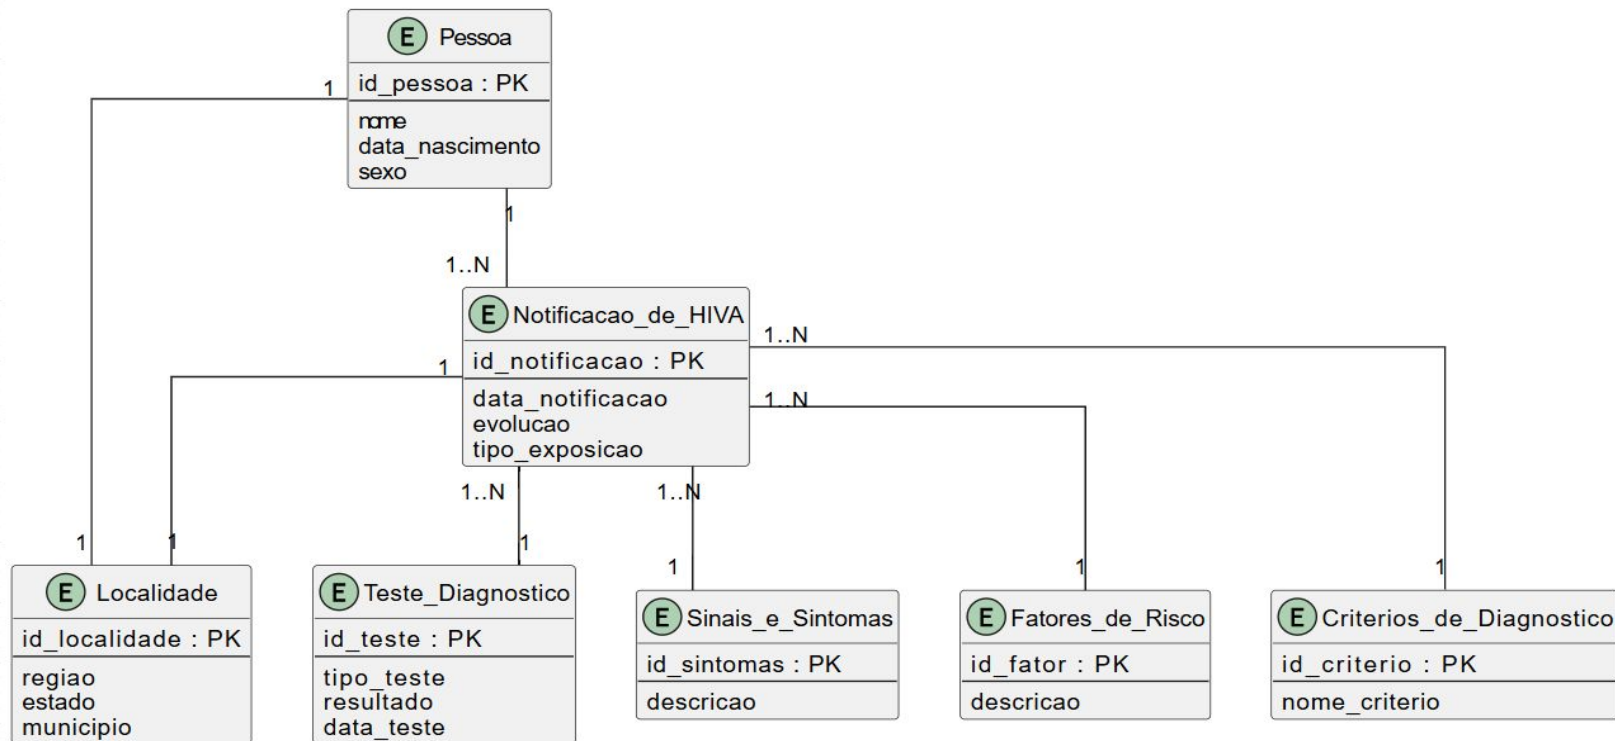 E Pessoa
id_pessoa : PK
nome
data_nascimento
sexo
1
1
1..N
E Notificacao_de_HIVA
id_notificacao : PK
data_notificacao
evolucao
tipo_exposicao
1
1..N
1..N
1..N
1..N
1
1
1
1
1
1
E Localidade
id_localidade : PK
regiao
estado
municipio
E Teste_Diagnostico
id_teste : PK
tipo_teste
resultado
data_teste
E Sinais_e_Sintomas
id_sintomas : PK
descricao
E Fatores_de_Risco
id_fator : PK
descricao
E Criterios_de_Diagnostico
id_criterio : PK
nome_criterio